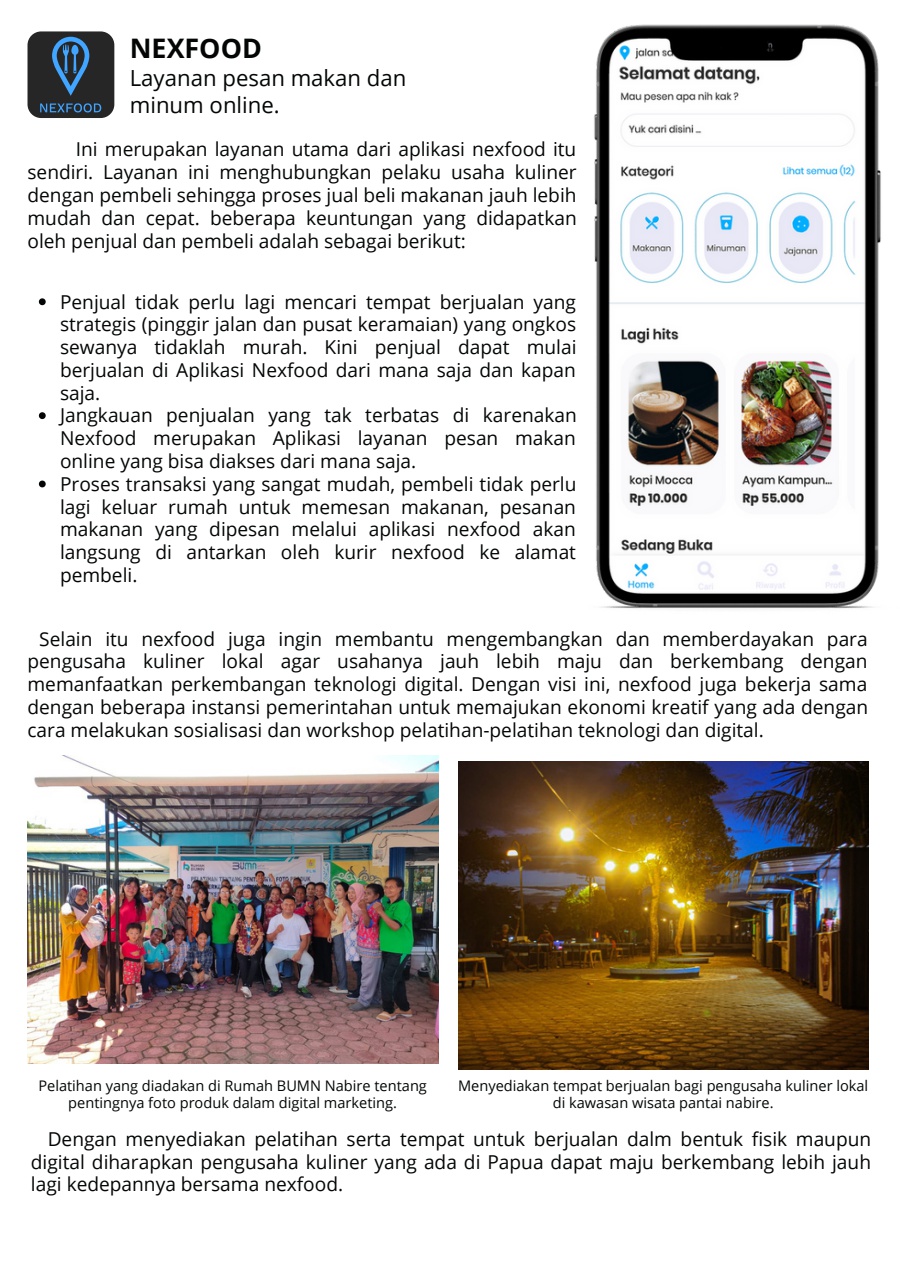 NEXFOOD
NEXFOOD
Layanan pesan makan dan
minum online.
Ini merupakan layanan utama dari aplikasi nexfood itu
sendiri. Layanan ini menghubungkan pelaku usaha kuliner
dengan pembeli sehingga proses jual beli makanan jauh lebih
mudah dan cepat. beberapa keuntungan yang didapatkan
oleh penjual dan pembeli adalah sebagai berikut:
• Penjual tidak perlu lagi mencari tempat berjualan yang
strategis (pinggir jalan dan pusat keramaian) yang ongkos
sewanya tidaklah murah. Kini penjual dapat mulai
berjualan di Aplikasi Nexfood dari mana saja dan kapan
saja.
• Jangkauan penjualan yang tak terbatas di karenakan
Nexfood merupakan Aplikasi layanan pesan makan
online yang bisa diakses dari mana saja.
• Proses transaksi yang sangat mudah, pembeli tidak perlu
lagi keluar rumah untuk memesan makanan, pesanan
makanan yang dipesan melalui aplikasi nexfood akan
langsung di antarkan oleh kurir nexfood ke alamat
pembeli.
jalan sa
Selamat datang,
Mau pesen apa nih kak ?
Yuk cari disini ...
Kategori
Lihat semua (12)
Makanan
Minuman
Jajanan
Lagi hits
kopi Mocca
Rp 10.000
Ayam Kampun...
Rp 55.000
Sedang Buka
Home
Cari
Riwayat
Profil
Selain itu nexfood juga ingin membantu mengembangkan dan memberdayakan para
pengusaha kuliner lokal agar usahanya jauh lebih maju dan berkembang dengan
memanfaatkan perkembangan teknologi digital. Dengan visi ini, nexfood juga bekerja sama
dengan beberapa instansi pemerintahan untuk memajukan ekonomi kreatif yang ada dengan
cara melakukan sosialisasi dan workshop pelatihan-pelatihan teknologi dan digital.
BUMN
PELATIHAN TENTANG
FOTO PRODUK
Pelatihan yang diadakan di Rumah BUMN Nabire tentang
pentingnya foto produk dalam digital marketing.
Menyediakan tempat berjualan bagi pengusaha kuliner lokal
di kawasan wisata pantai nabire.
Dengan menyediakan pelatihan serta tempat untuk berjualan dalm bentuk fisik maupun
digital diharapkan pengusaha kuliner yang ada di Papua dapat maju berkembang lebih jauh
lagi kedepannya bersama nexfood.